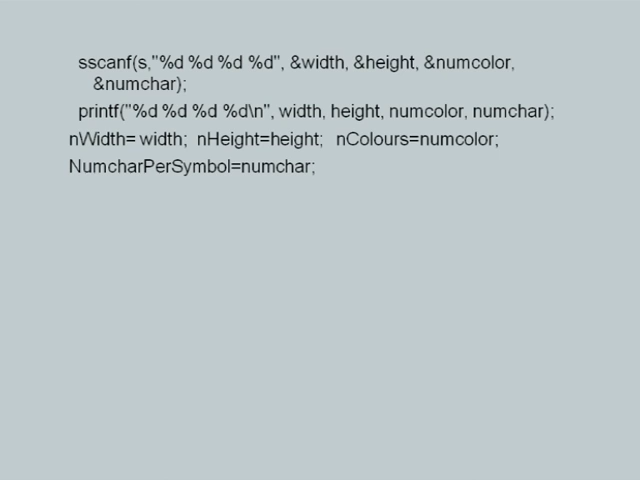 sscanf(s,"%d %d %d %d", &width, &height, &numcolor,
&numchar);
printf("%d %d %d %d\n", width, height, numcolor, numchar);
nWidth= width;  nHeight=height;   nColours=numcolor;
NumcharPerSymbol=numchar;